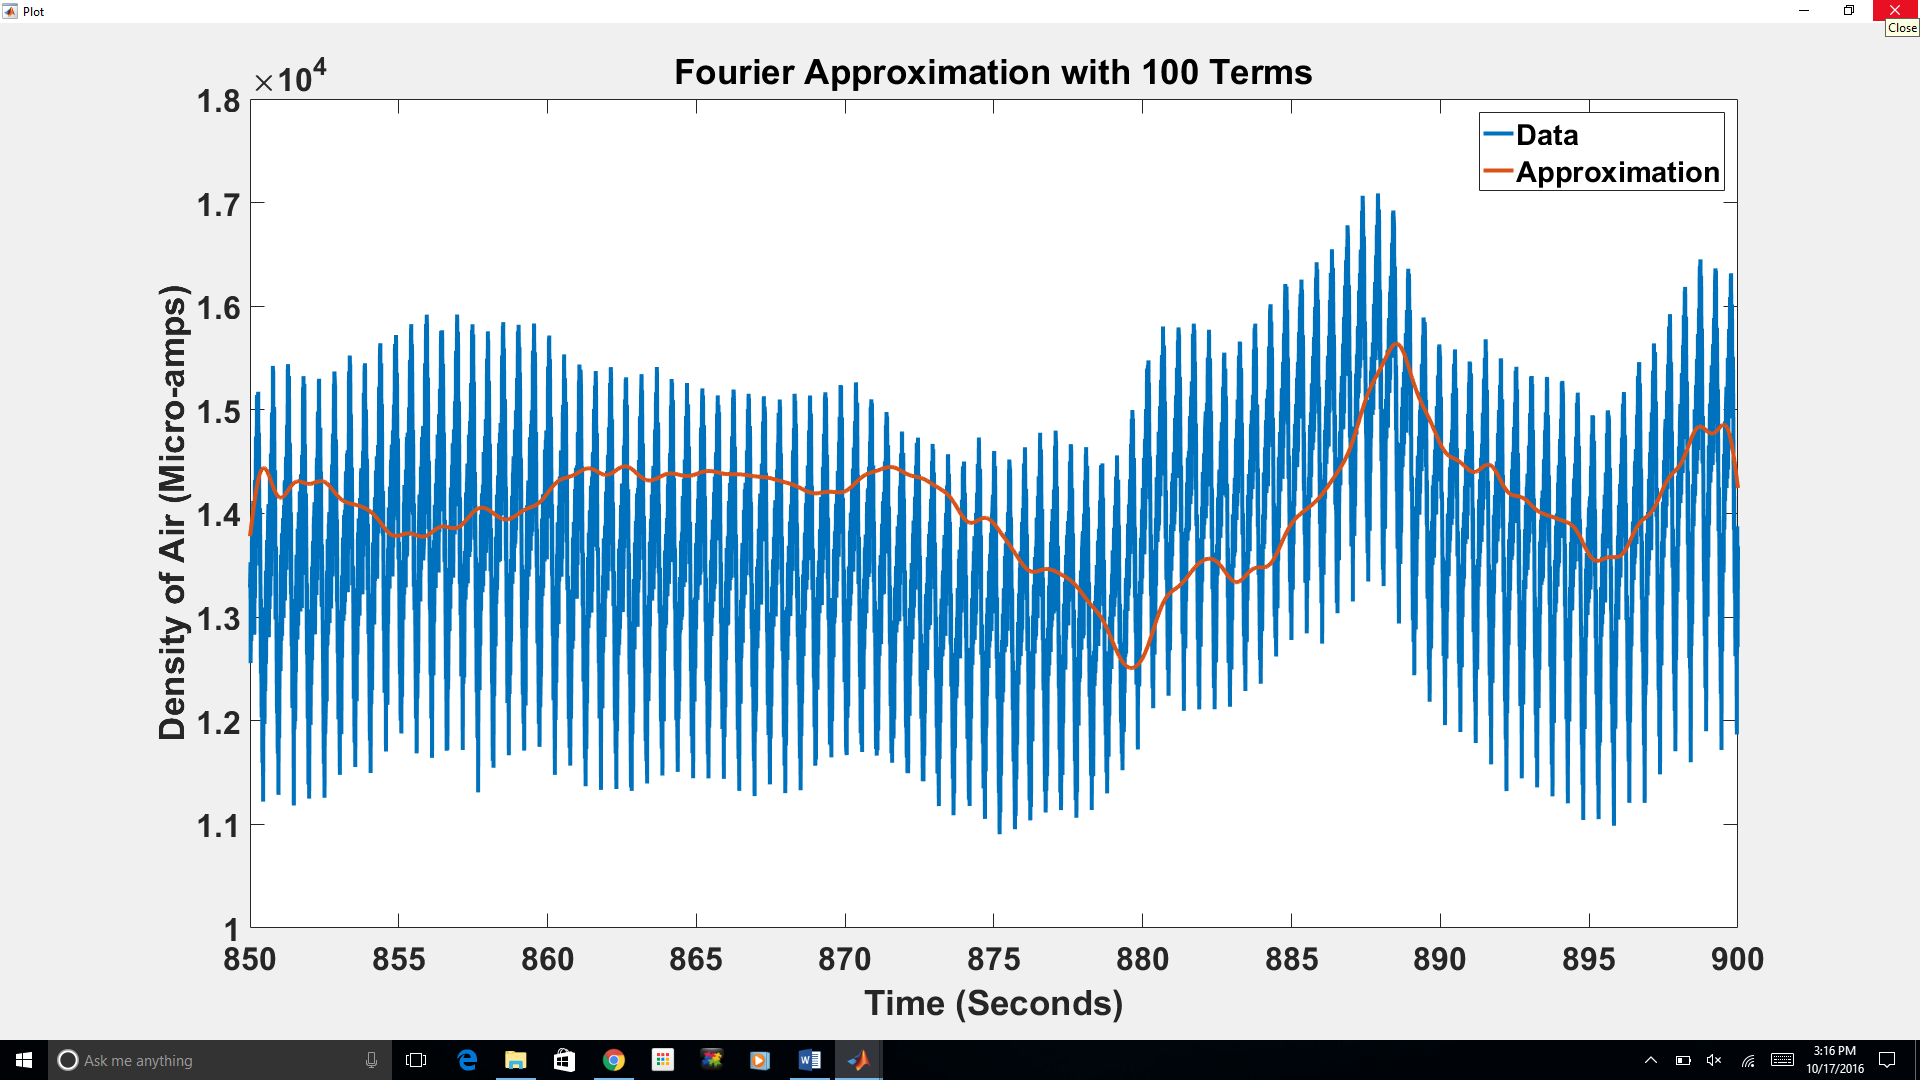 Plot
Close
Fourier Approximation with 100 Terms
×10⁴
1.8
1.7
1.6
1.5
1.4
1.3
1.2
1.1
1
Density of Air (Micro-amps)
Data
Approximation
850 855 860 865 870 875 880 885 890 895 900
Time (Seconds)
Ask me anything
3:16 PM
10/17/2016